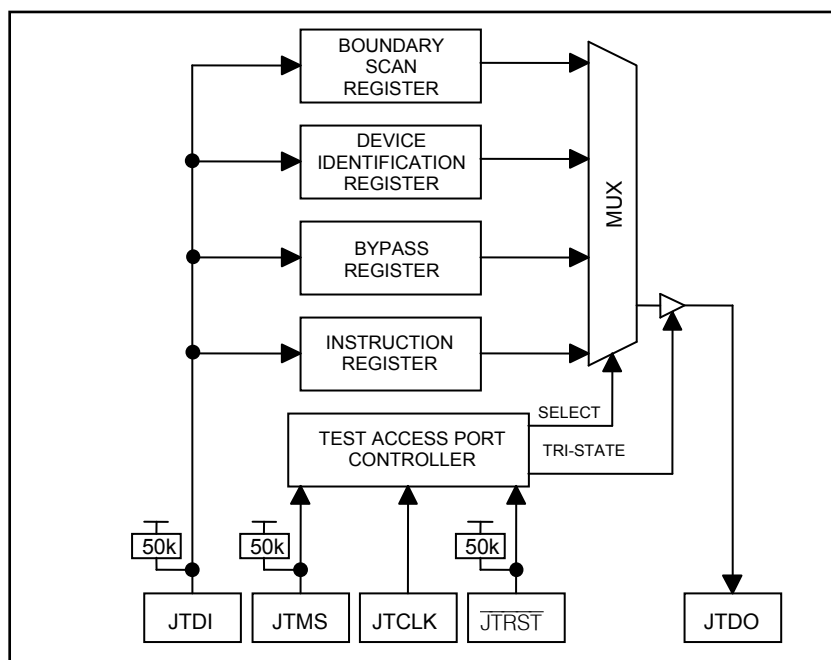 BOUNDARY
SCAN
REGISTER
DEVICE
IDENTIFICATION
REGISTER
BYPASS
REGISTER
INSTRUCTION
REGISTER
MUX
SELECT
TEST ACCESS PORT
CONTROLLER
TRI-STATE
50k
50k
50k
JTDI
JTMS
JTCLK
JTRST
JTDO